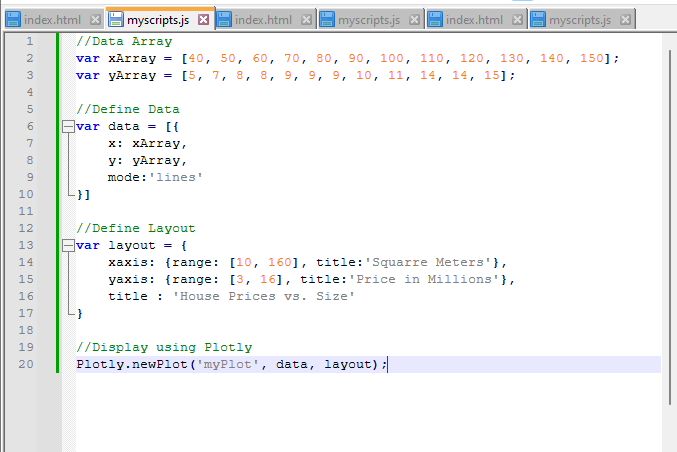 index.html myscripts.js index.html myscripts.js index.html myscripts.js
1 //Data Array
2 var xArray = [40, 50, 60, 70, 80, 90, 100, 110, 120, 130, 140, 150];
3 var yArray = [5, 7, 8, 8, 9, 9, 9, 10, 11, 14, 14, 15];
4
5 //Define Data
6 var data = [{
7 x: xArray,
8 y: yArray,
9 mode:'lines'
10 }]
11
12 //Define Layout
13 var layout = {
14 xaxis: {range: [10, 160], title:'Squarre Meters'},
15 yaxis: {range: [3, 16], title:'Price in Millions'},
16 title : 'House Prices vs. Size'
17 }
18
19 //Display using Plotly
20 Plotly.newPlot('myPlot', data, layout);